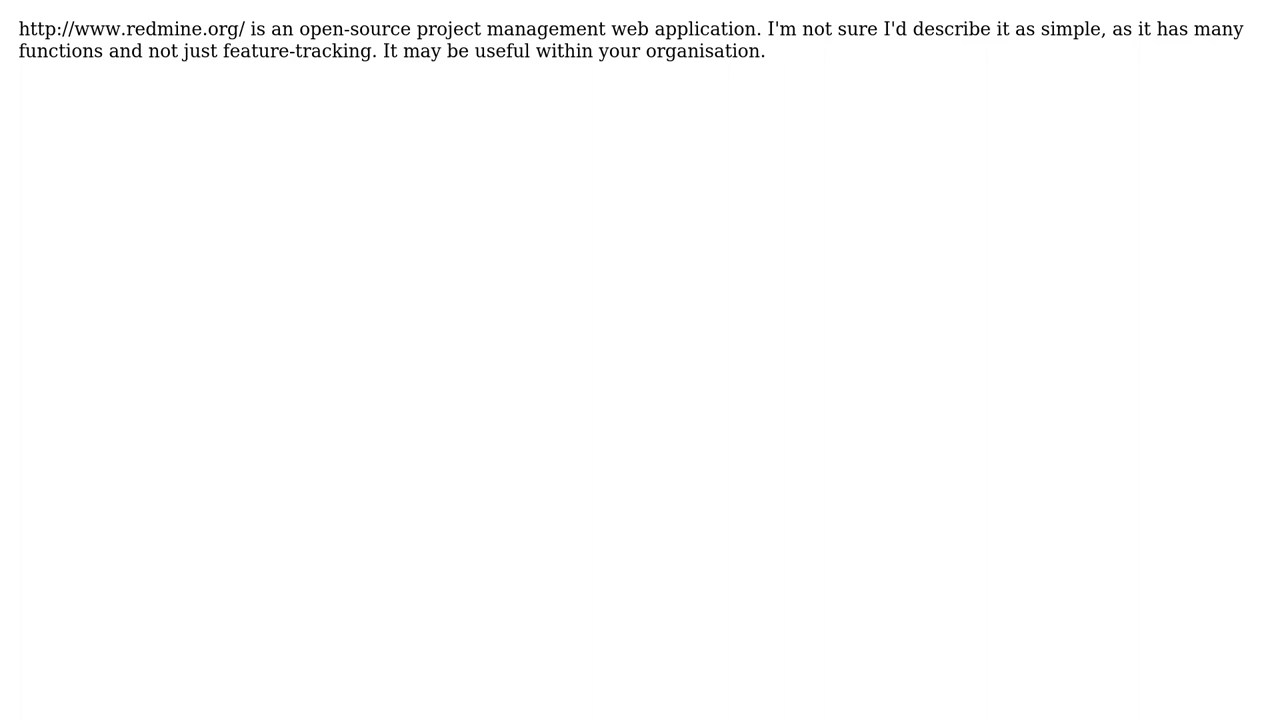 http://www.redmine.org/ is an open-source project management web application. I'm not sure I'd describe it as simple, as it has many
functions and not just feature-tracking. It may be useful within your organisation.